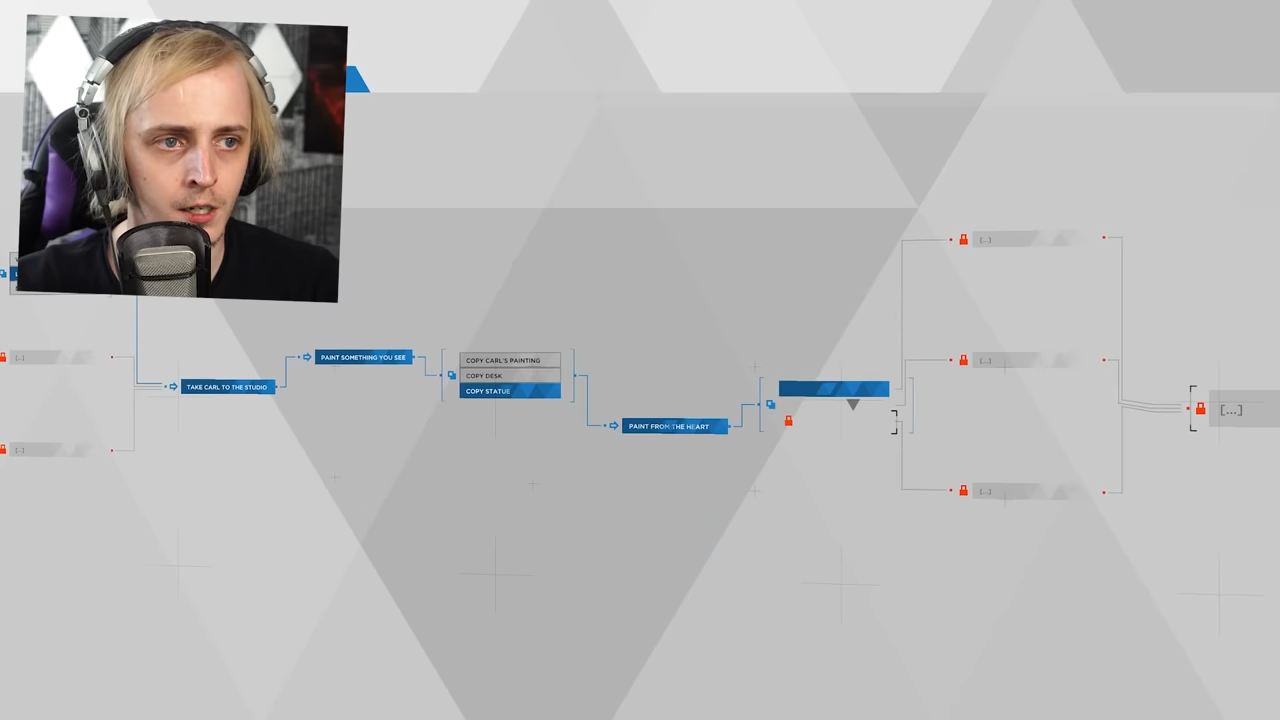 [...]
[...]
PAINT SOMETHING YOU SEE
COPY CARL'S PAINTING
[...]
COPY DESK
TAKE CARL TO THE STUDIO
COPY STATUE
[...]
PAINT FROM THE HEART
[...]
[...]